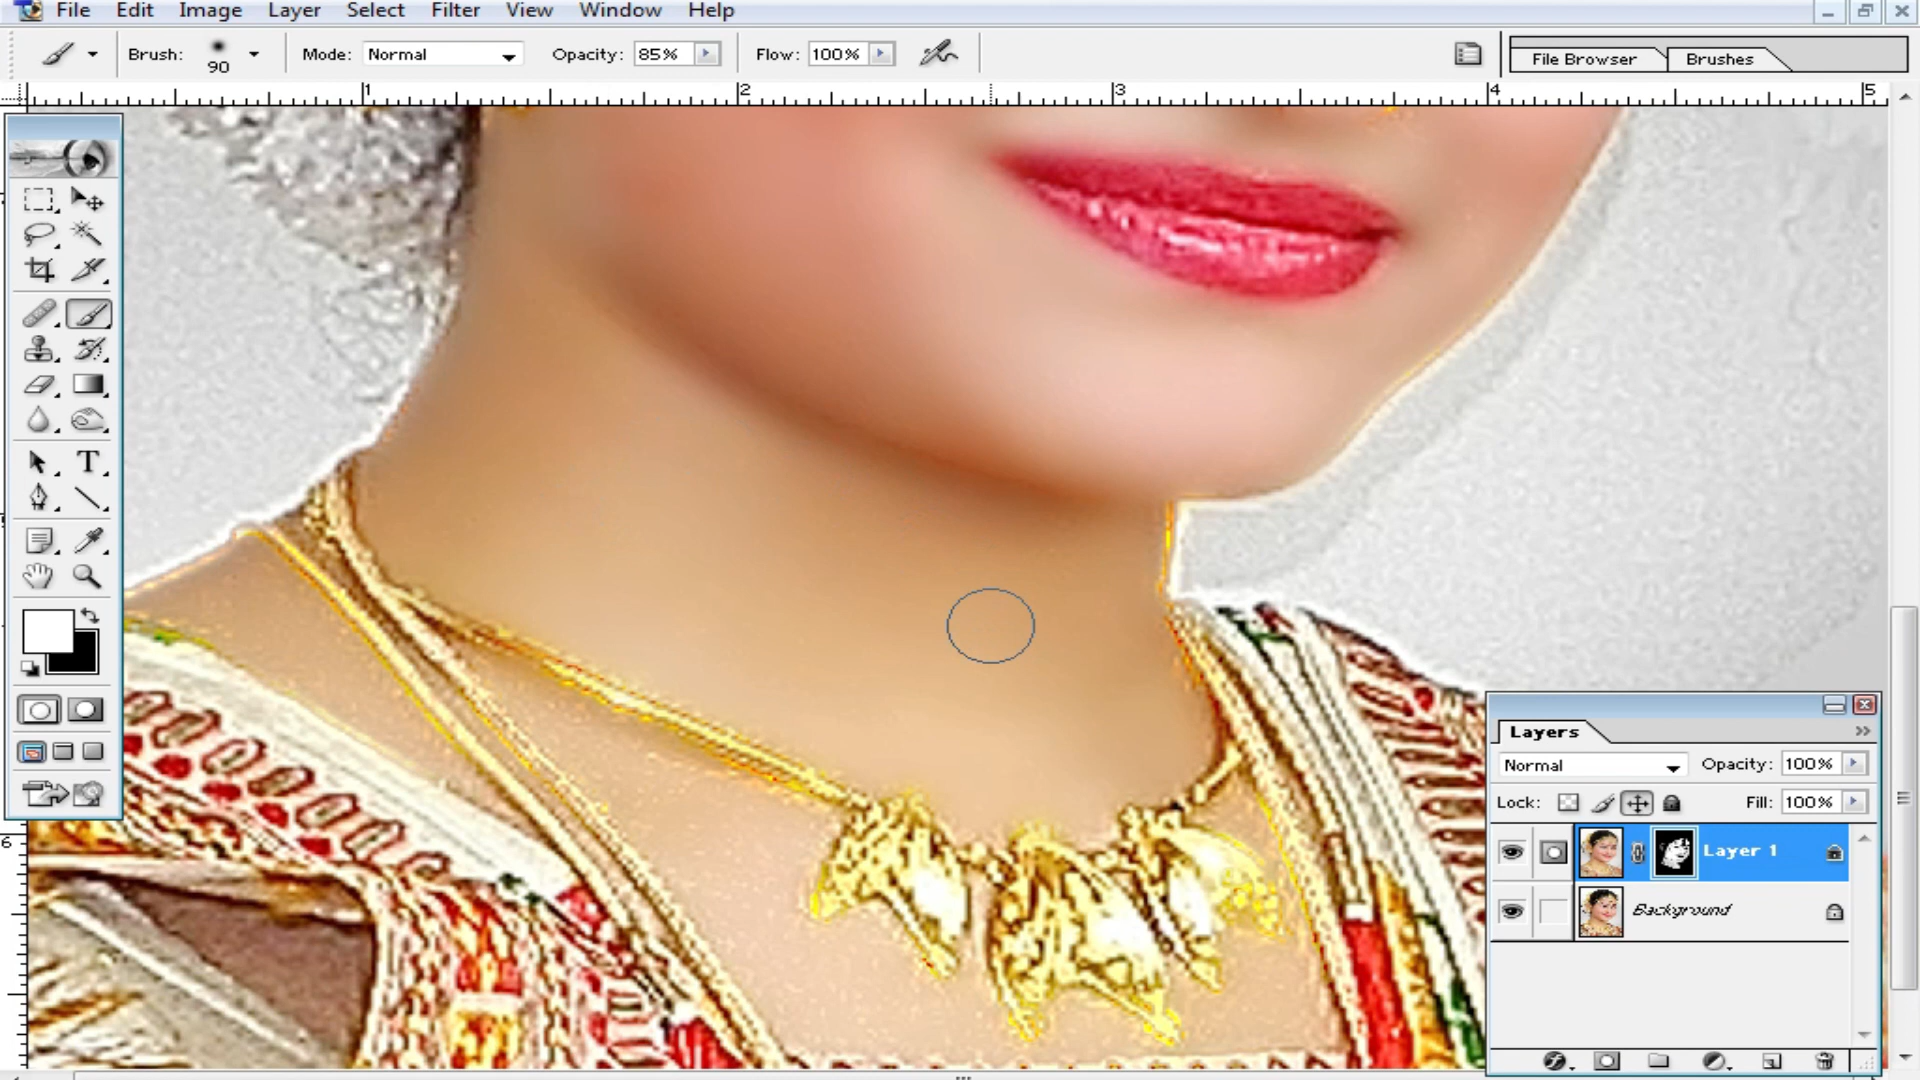 File Edit Image Layer Select Filter View Window Help
Brush: 90 Mode: Normal Opacity: 85% Flow: 100% File Browser Brushes
1 2 3 4 5
T
Layers
Normal Opacity: 100%
Lock: Fill: 100%
Layer 1
6
Background